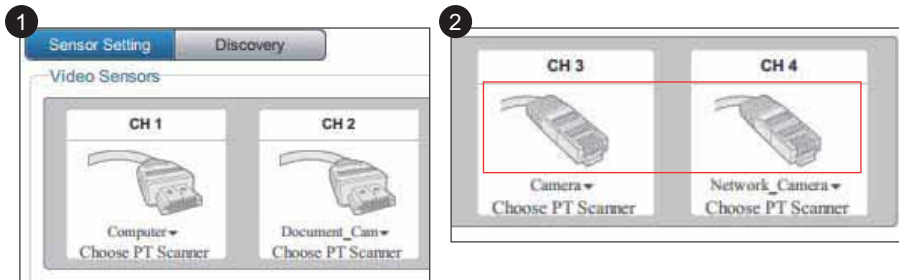 1
Sensor Setting Discovery
Video Sensors
CH 1 CH 2
Computer Document_Cam
Choose PT Scanner Choose PT Scanner
2
CH 3 CH 4
Camera Network_Camera
Choose PT Scanner Choose PT Scanner